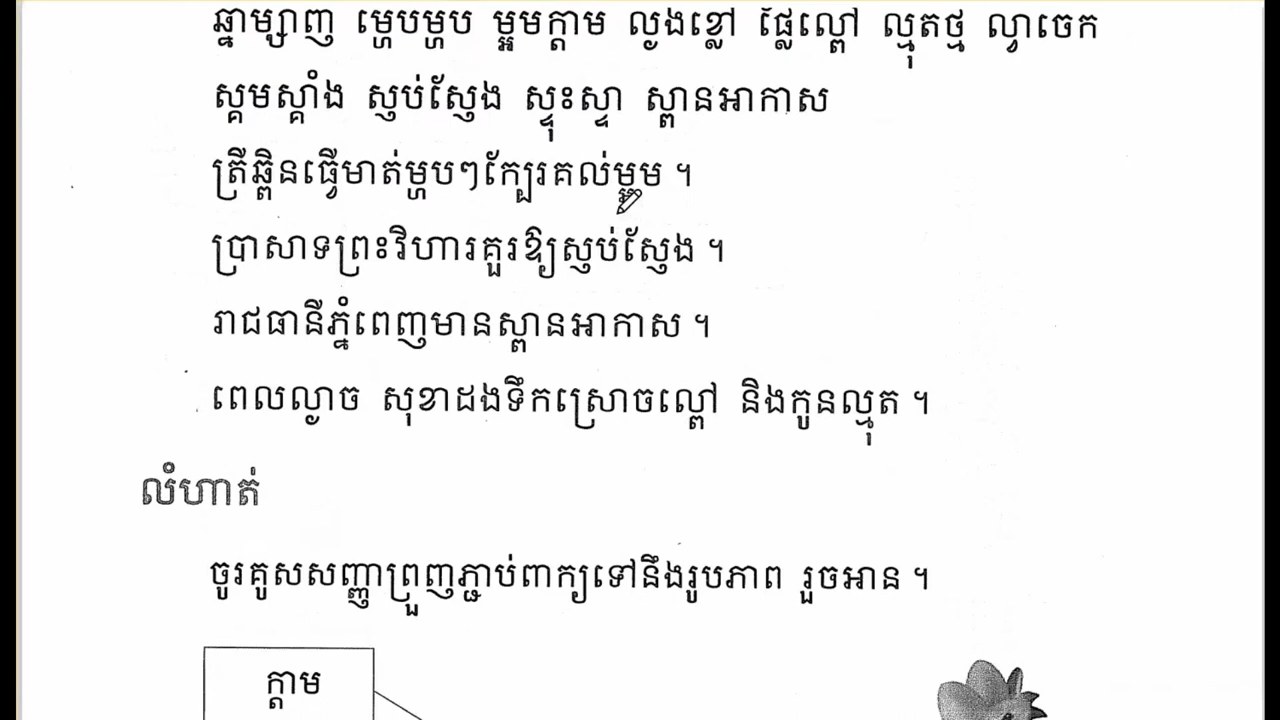 ឆ្នាម្សាញ ម្ហេបម្ហប ម្អមក្ដាម ល្ងងខ្លៅ ផ្លែល្ពៅ ល្មុតថ្ម ល្វាចេក
ស្គមស្គាំង ស្ងប់ស្ងែង ស្ទុះស្ទា ស្ពានអាកាស
ត្រីឆ្ពិនធ្វើមាត់ម្ហបៗក្បែរគល់ម្អម ។
ប្រាសាទព្រះវិហារគួរឱ្យស្ញប់ស្ញែង ។
រាជធានីភ្នំពេញមានស្ពានអាកាស ។
ពេលល្ងាច សុខាដងទឹកស្រោចល្ពៅ និងកូនល្មុត ។
លំហាត់
ចូរគូសសញ្ញាព្រួញភ្ជាប់ពាក្យទៅនឹងរូបភាព រួចអាន ។
ក្ដាម